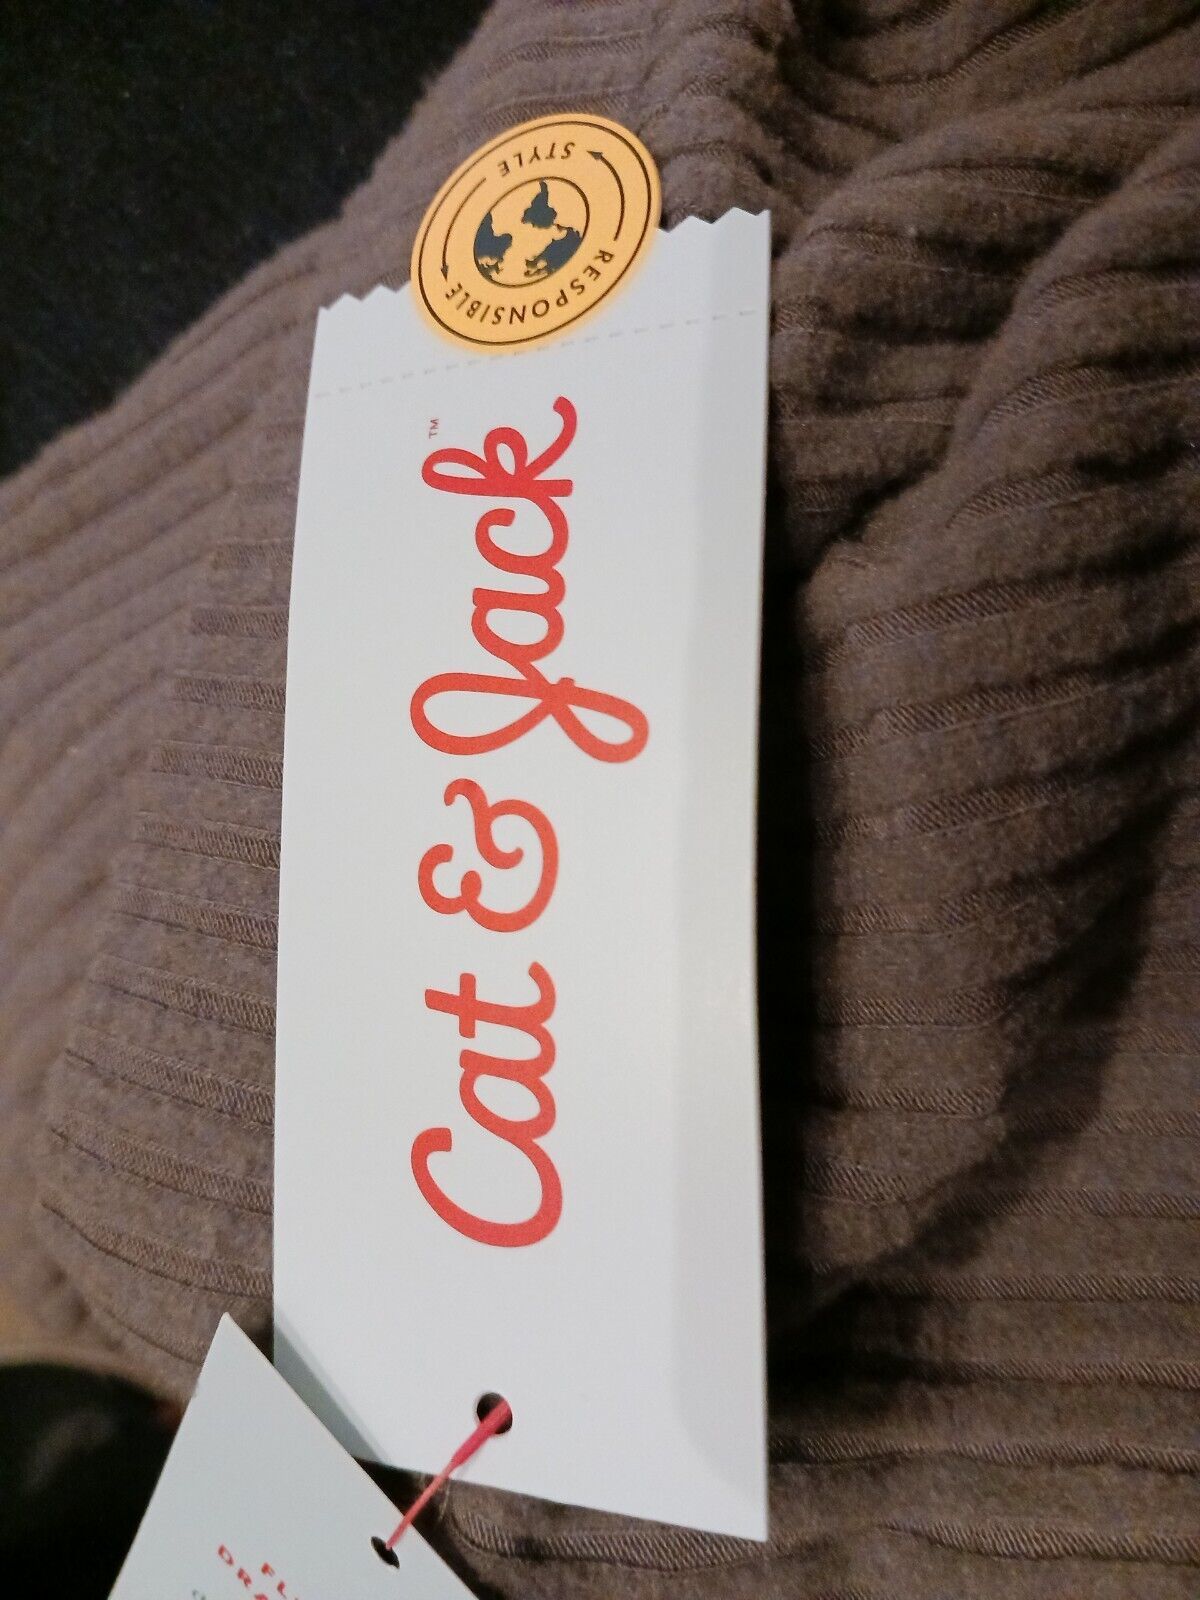 Cat & Jack™
RESPONSIBLE
STYLE